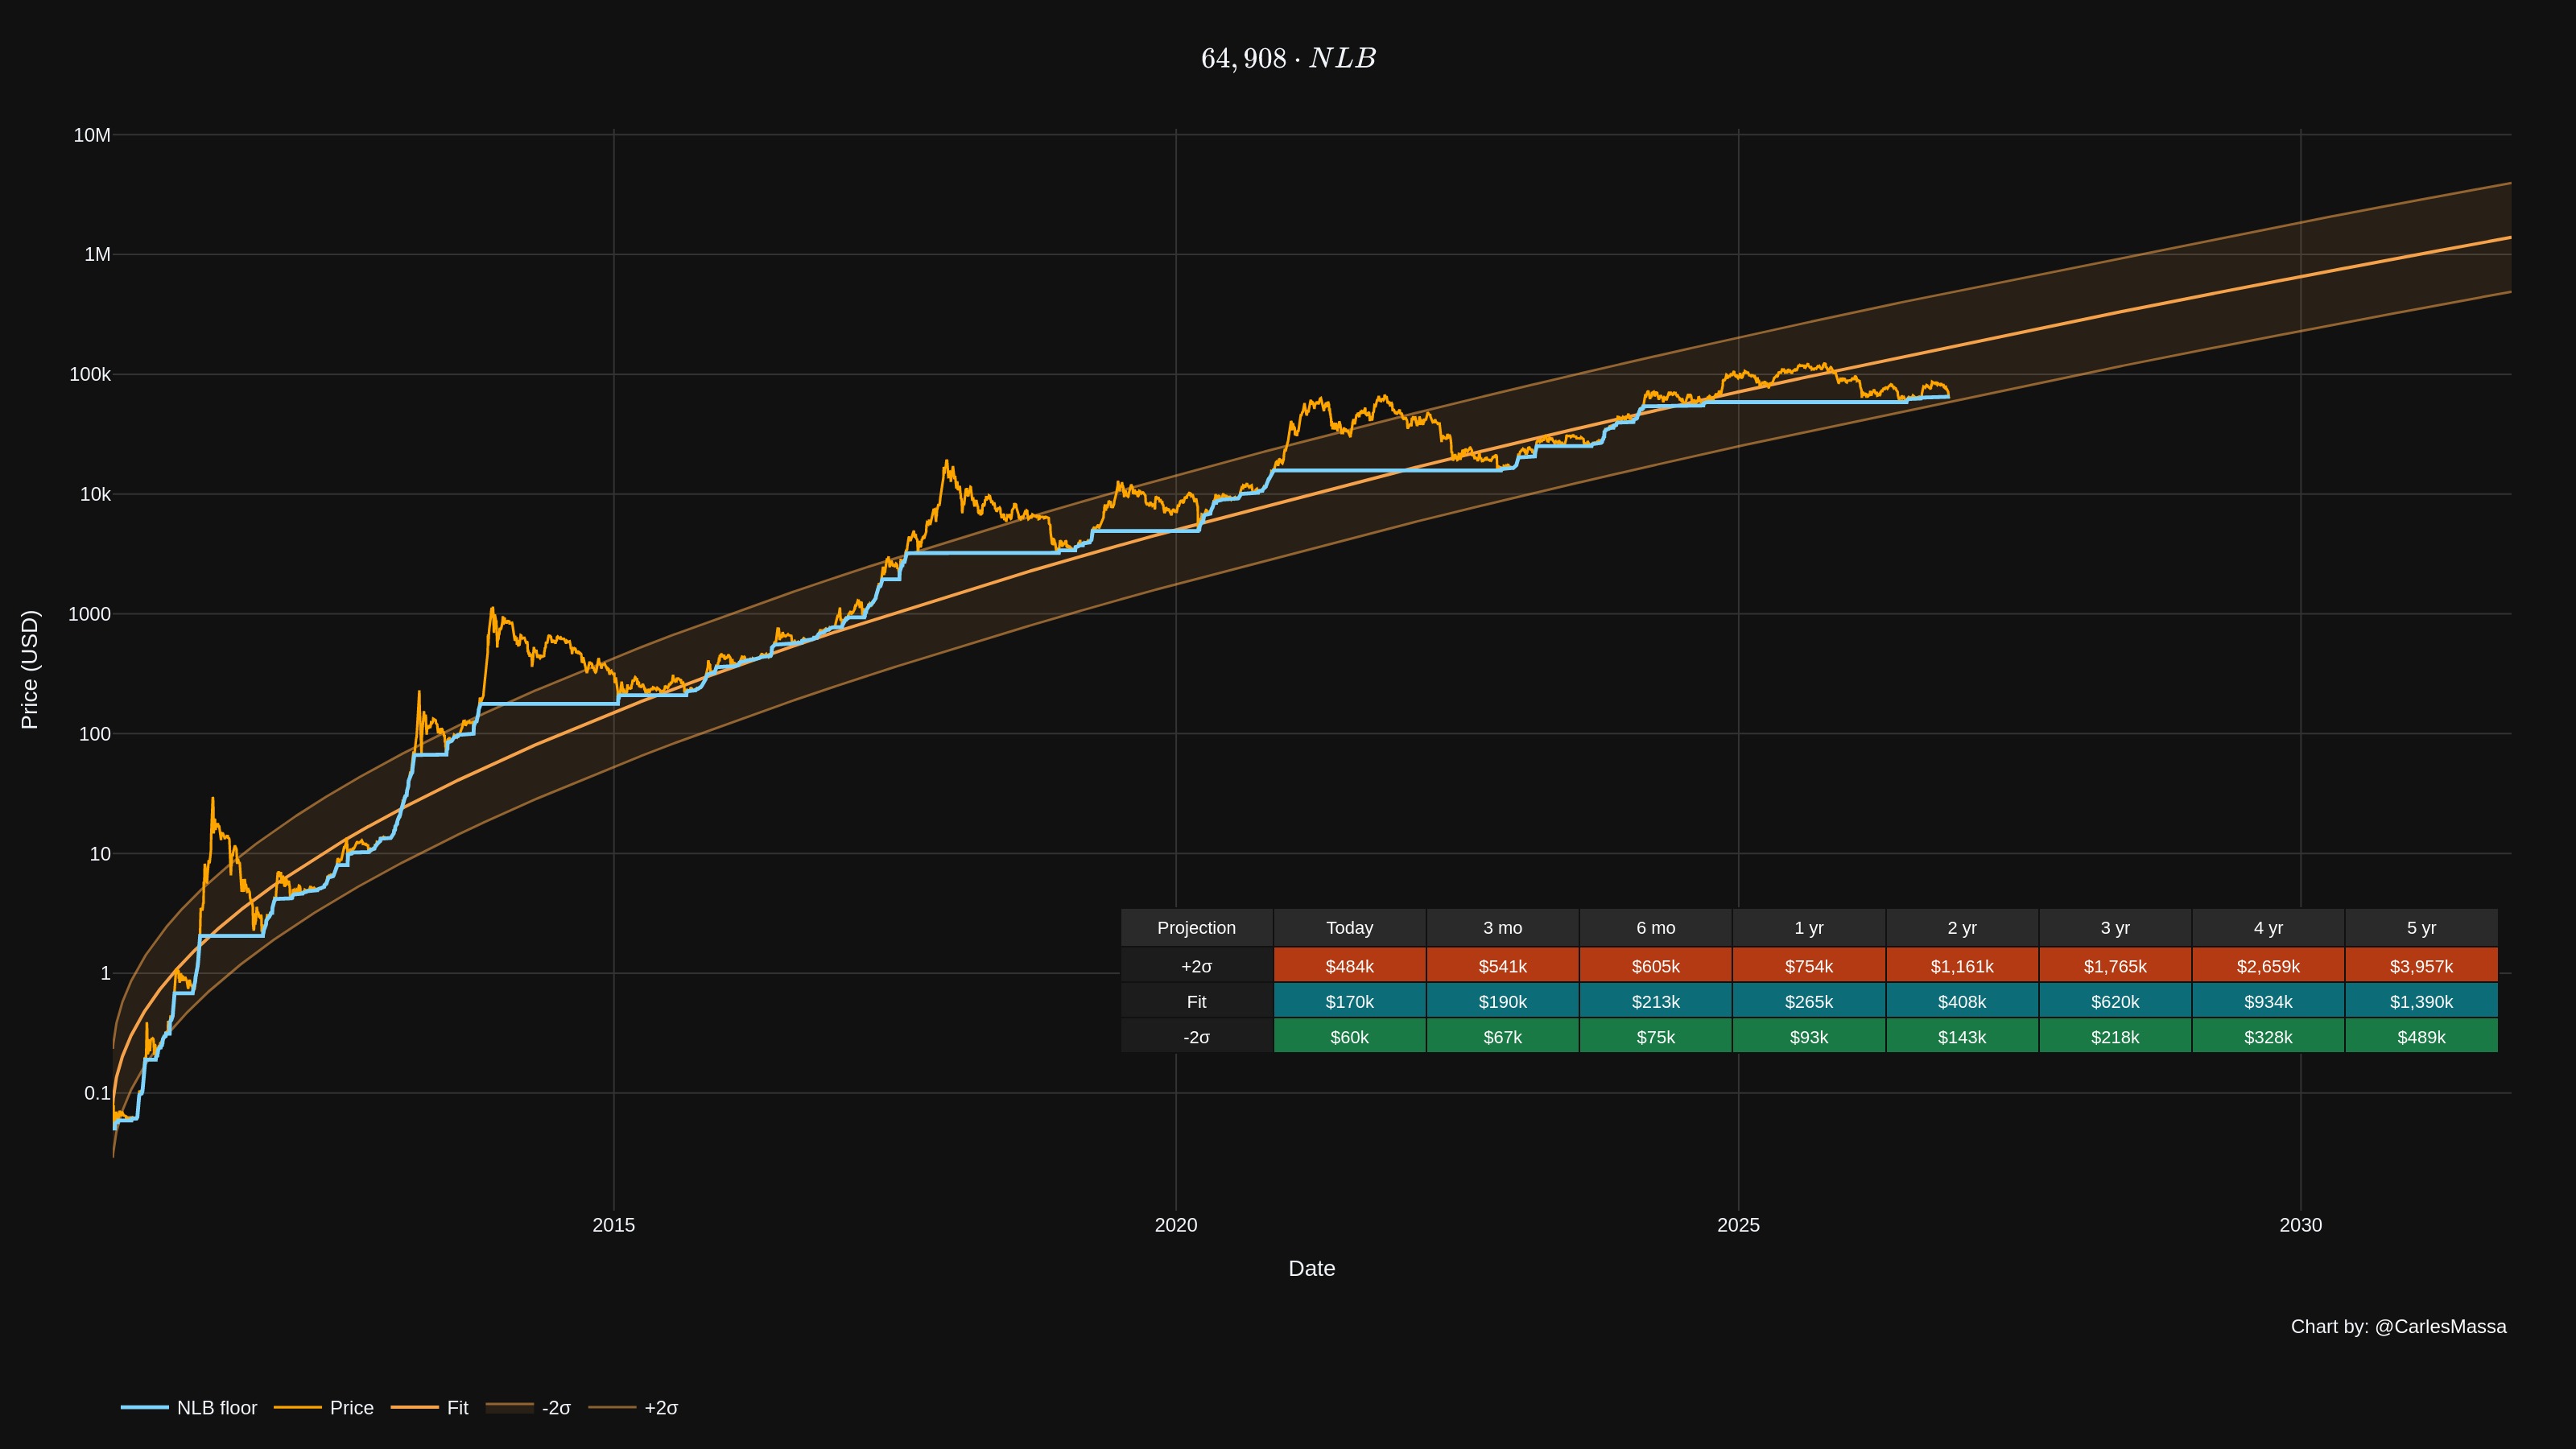 64,908 · NLB
10M
1M
100k
10k
1000
100
10
1
0.1
Price (USD)
Projection Today 3 mo 6 mo 1 yr 2 yr 3 yr 4 yr 5 yr
+2σ $484k $541k $605k $754k $1,161k $1,765k $2,659k $3,957k
Fit $170k $190k $213k $265k $408k $620k $934k $1,390k
-2σ $60k $67k $75k $93k $143k $218k $328k $489k
2015 2020 2025 2030
Date
Chart by: @CarlesMassa
NLB floor Price Fit -2σ +2σ